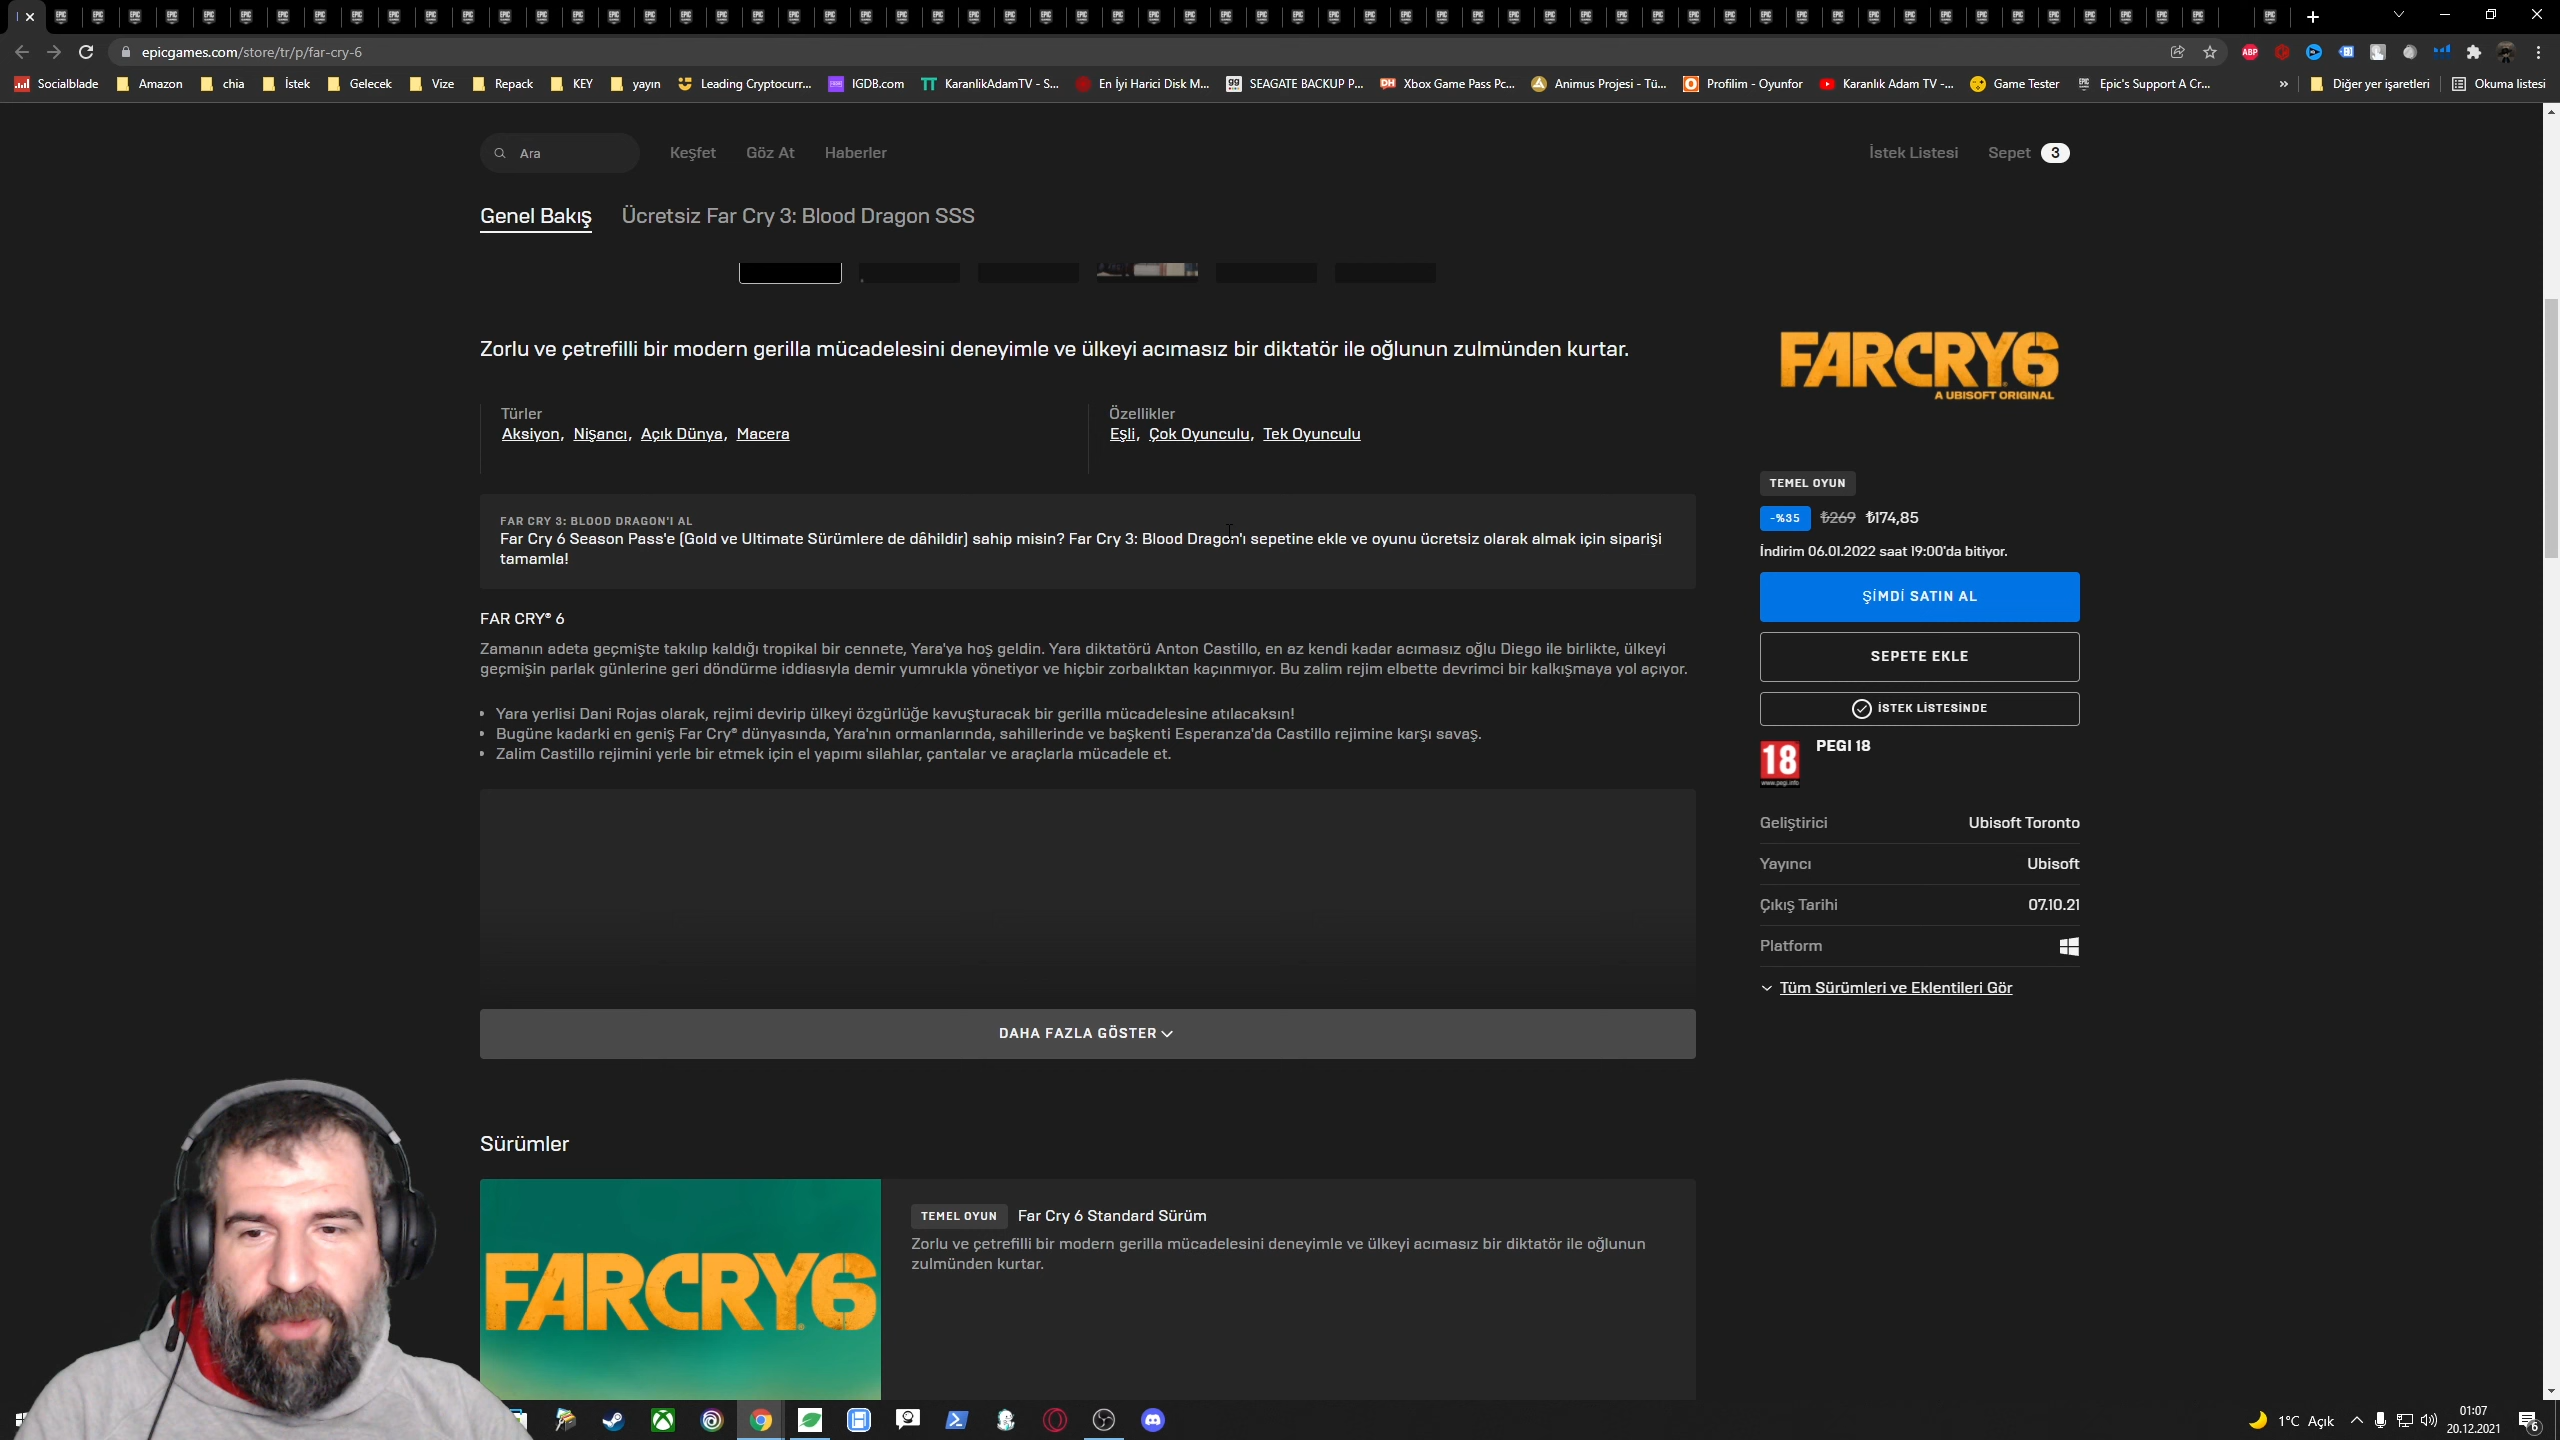 epicgames.com/store/tr/p/far-cry-6
Socialblade Amazon chia İstek Gelecek Vize Repack KEY yayın Leading Cryptocurr... IGDB.com KaranlikAdamTV - S... En İyi Harici Disk M... SEAGATE BACKUP P... Xbox Game Pass Pc... Animus Projesi - Tü... Profilim - Oyunfor Karanlık Adam TV -... Game Tester Epic's Support A Cr... » Diğer yer işaretleri Okuma listesi
Ara Keşfet Göz At Haberler İstek Listesi Sepet 3
Genel Bakış Ücretsiz Far Cry 3: Blood Dragon SSS
Zorlu ve çetrefilli bir modern gerilla mücadelesini deneyimle ve ülkeyi acımasız bir diktatör ile oğlunun zulmünden kurtar.
Türler
Aksiyon, Nişancı, Açık Dünya, Macera
Özellikler
Eşli, Çok Oyunculu, Tek Oyunculu
FAR CRY 3: BLOOD DRAGON'I AL
Far Cry 6 Season Pass'e (Gold ve Ultimate Sürümlere de dâhildir) sahip misin? Far Cry 3: Blood Dragon'ı sepetine ekle ve oyunu ücretsiz olarak almak için siparişi
tamamla!
FAR CRY® 6
Zamanın adeta geçmişte takılıp kaldığı tropikal bir cennete, Yara'ya hoş geldin. Yara diktatörü Anton Castillo, en az kendi kadar acımasız oğlu Diego ile birlikte, ülkeyi
geçmişin parlak günlerine geri döndürme iddiasıyla demir yumrukla yönetiyor ve hiçbir zorbalıktan kaçınmıyor. Bu zalim rejim elbette devrimci bir kalkışmaya yol açıyor.
• Yara yerlisi Dani Rojas olarak, rejimi devirip ülkeyi özgürlüğe kavuşturacak bir gerilla mücadelesine atılacaksın!
• Bugüne kadarki en geniş Far Cry® dünyasında, Yara'nın ormanlarında, sahillerinde ve başkenti Esperanza'da Castillo rejimine karşı savaş.
• Zalim Castillo rejimini yerle bir etmek için el yapımı silahlar, çantalar ve araçlarla mücadele et.
DAHA FAZLA GÖSTER
Sürümler
FARCRY6
TEMEL OYUN Far Cry 6 Standard Sürüm
Zorlu ve çetrefilli bir modern gerilla mücadelesini deneyimle ve ülkeyi acımasız bir diktatör ile oğlunun
zulmünden kurtar.
FARCRY6
A UBISOFT ORIGINAL
TEMEL OYUN
-%35 ₺269 ₺174,85
İndirim 06.01.2022 saat 19:00'da bitiyor.
ŞİMDİ SATIN AL
SEPETE EKLE
İSTEK LİSTESİNDE
18 PEGI 18
www.pegi.info
Geliştirici Ubisoft Toronto
Yayıncı Ubisoft
Çıkış Tarihi 07.10.21
Platform
Tüm Sürümleri ve Eklentileri Gör
1°C Açık
01:07
20.12.2021
6